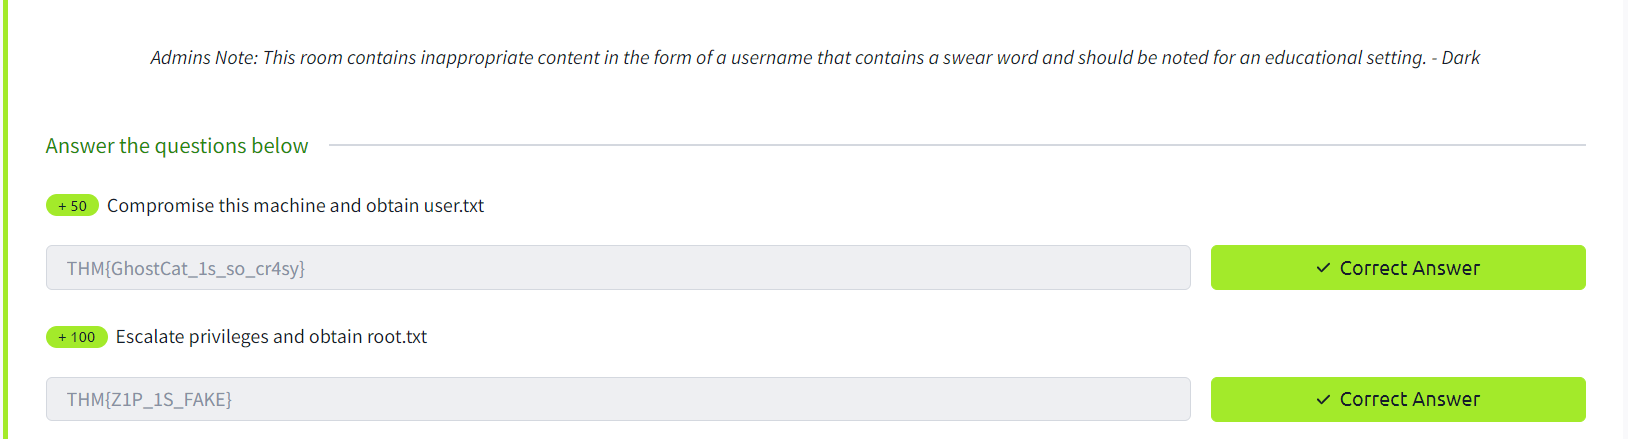 Admins Note: This room contains inappropriate content in the form of a username that contains a swear word and should be noted for an educational setting. - Dark
Answer the questions below
+ 50 Compromise this machine and obtain user.txt
THM{GhostCat_1s_so_cr4sy}
✓ Correct Answer
+ 100 Escalate privileges and obtain root.txt
THM{Z1P_1S_FAKE}
✓ Correct Answer